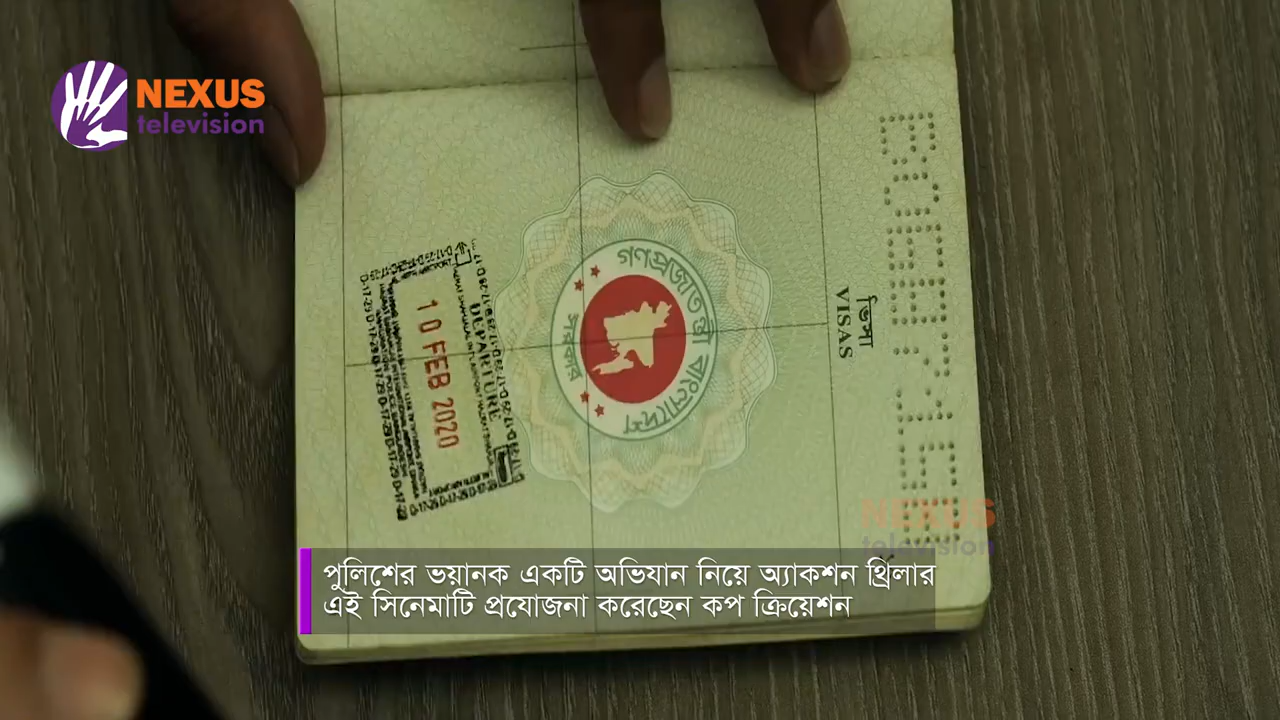 NEXUS
television
গণপ্রজাতন্ত্রী বাংলাদেশ
সরকার
DEPARTURE
10 FEB 2020
ভিসা
VISAS
NEXUS
television
পুলিশের ভয়ানক একটি অভিযান নিয়ে অ্যাকশন থ্রিলার
এই সিনেমাটি প্রযোজনা করেছেন কপ ক্রিয়েশন